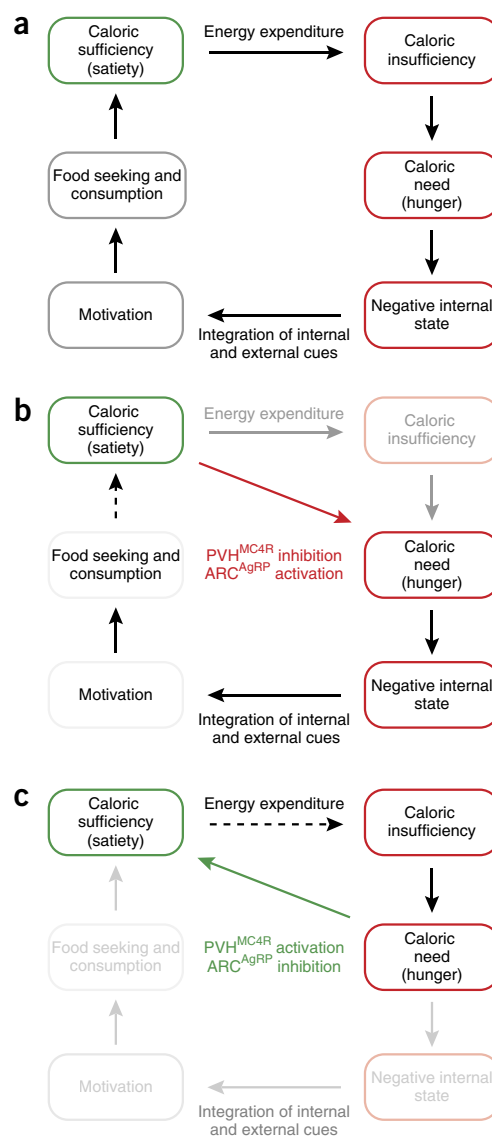 a
Caloric
sufficiency
(satiety)
Energy expenditure
Caloric
insufficiency
Food seeking and
consumption
Caloric
need
(hunger)
Motivation
Integration of internal
and external cues
Negative internal
state
b
Caloric
sufficiency
(satiety)
Energy expenditure
Caloric
insufficiency
Food seeking and
consumption
PVH^MC4R inhibition
ARC^AgRP activation
Caloric
need
(hunger)
Motivation
Integration of internal
and external cues
Negative internal
state
c
Caloric
sufficiency
(satiety)
Energy expenditure
Caloric
insufficiency
Food seeking and
consumption
PVH^MC4R activation
ARC^AgRP inhibition
Caloric
need
(hunger)
Motivation
Integration of internal
and external cues
Negative internal
state